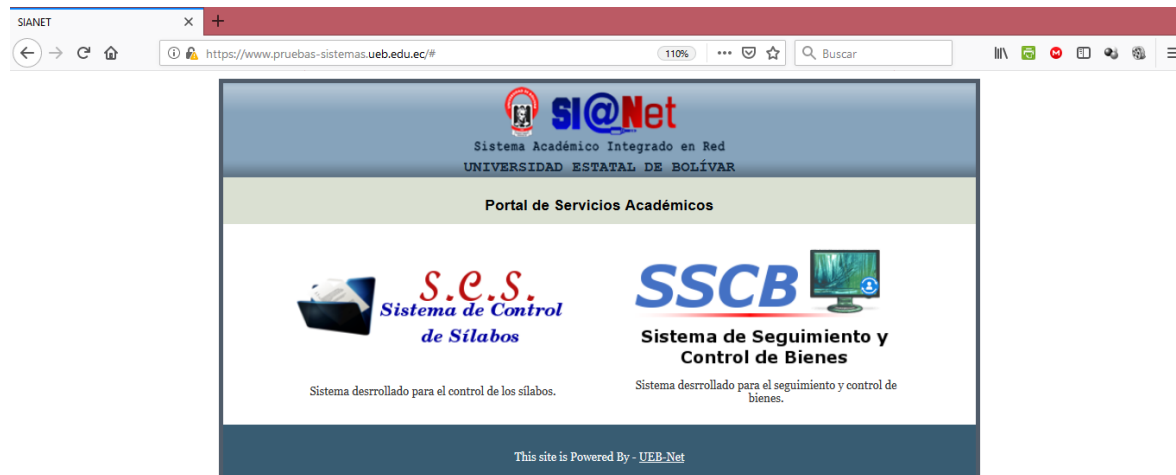 SIANET
https://www.pruebas-sistemas.ueb.edu.ec/#
110%
Buscar
SI@Net
Sistema Académico Integrado en Red
UNIVERSIDAD ESTATAL DE BOLÍVAR
Portal de Servicios Académicos
S.C.S.
Sistema de Control
de Sílabos
Sistema desrrollado para el control de los sílabos.
SSCB
Sistema de Seguimiento y
Control de Bienes
Sistema desrrollado para el seguimiento y control de
bienes.
This site is Powered By - UEB-Net